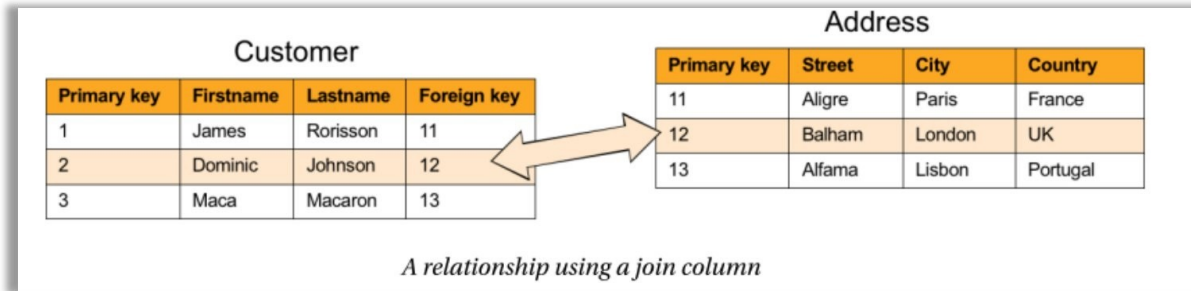 Customer
Primary key Firstname Lastname Foreign key
1 James Rorisson 11
2 Dominic Johnson 12
3 Maca Macaron 13
Address
Primary key Street City Country
11 Aligre Paris France
12 Balham London UK
13 Alfama Lisbon Portugal
A relationship using a join column